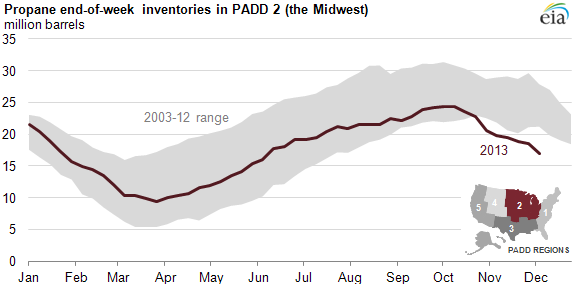 Propane end-of-week inventories in PADD 2 (the Midwest)
million barrels
eia
35
30
25
20
15
10
5
0
2003-12 range
2013
5
4
2
1
3
PADD REGIONS
Jan Feb Mar Apr May Jun Jul Aug Sep Oct Nov Dec